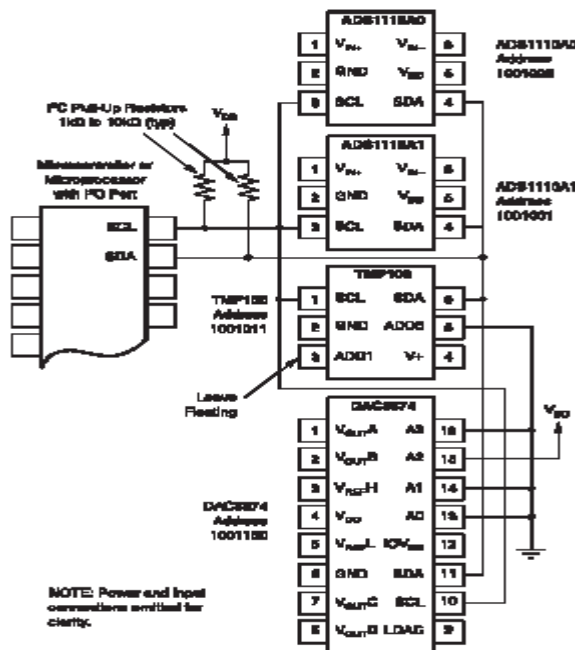 ADS1110A0
1 VIN+ VIN– 6
2 GND VDD 5
3 SCL SDA 4
ADS1110A0
Address
1001000
I²C Pull-Up Resistors
1kΩ to 10kΩ (typ)
VDD
ADS1110A1
1 VIN+ VIN– 6
2 GND VDD 5
3 SCL SDA 4
ADS1110A1
Address
1001001
Microcontroller or
Microprocessor
with I²C Port
SCL
SDA
TMP100
1 SCL SDA 6
2 GND ADD0 5
3 ADD1 V+ 4
TMP100
Address
1001011
Leave
Floating
DAC8574
1 VOUTA A3 16
2 VOUTB A2 15
3 VREFH A1 14
4 VDD A0 13
5 VREFL IOVDD 12
6 GND SDA 11
7 VOUTC SCL 10
8 VOUTD LDAC 9
VDD
DAC8574
Address
1001100
NOTE: Power and input
connections omitted for
clarity.